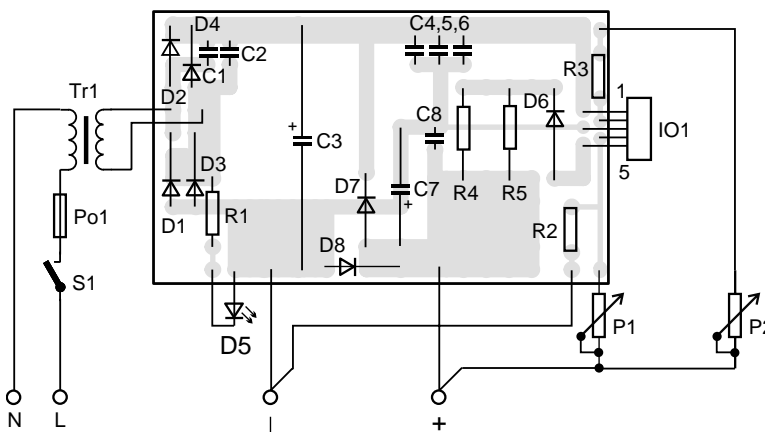 D4
C4,5,6
C2
C1
R3
Tr1
D2
D6
1
C8
IO1
+
C3
D3
D7
5
C7
R4
R5
Po1
D1
R1
+
R2
D8
S1
P1
P2
D5
N
L
+